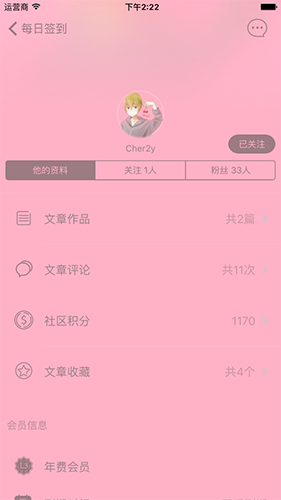 运营商 下午2:22
每日签到
Cher2y
已关注
他的资料 关注 1人 粉丝 33人
文章作品 共2篇
文章评论 共11次
社区积分 1170
文章收藏 共4个
会员信息
年费会员